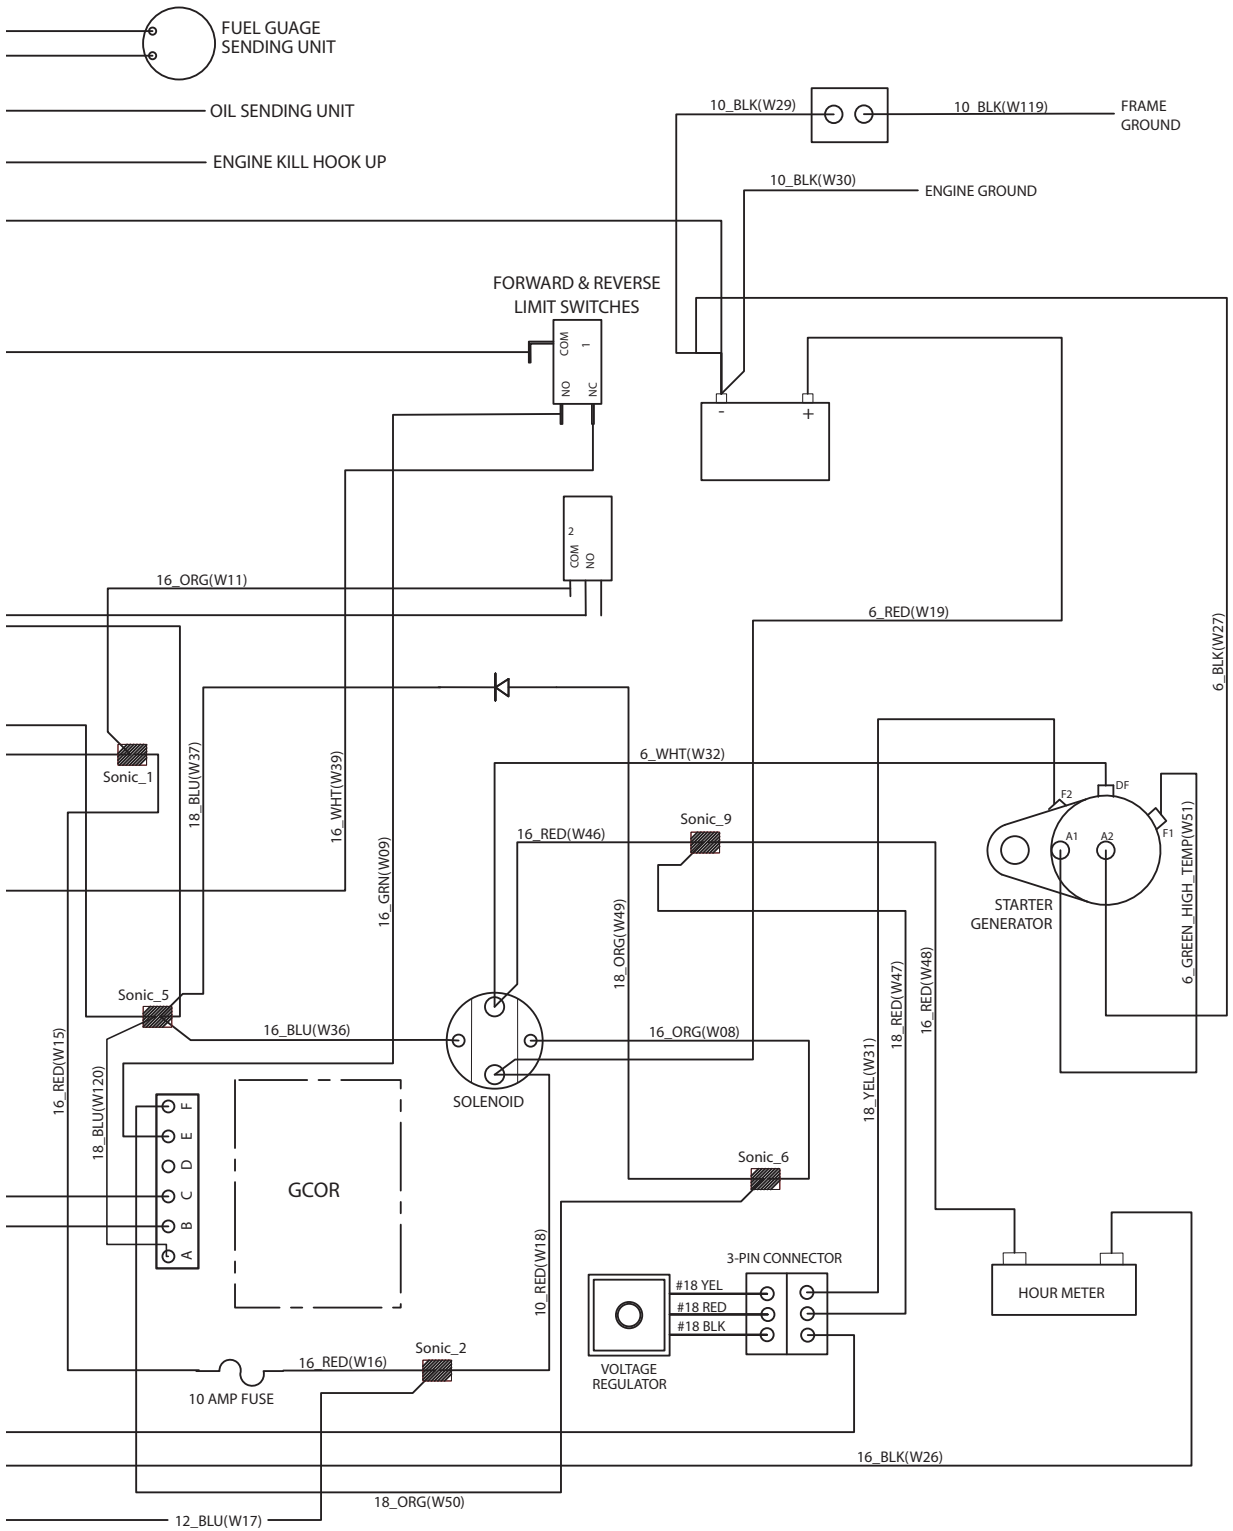 FUEL GUAGE
SENDING UNIT
OIL SENDING UNIT
ENGINE KILL HOOK UP
10_BLK(W29)
10_BLK(W119)
FRAME
GROUND
10_BLK(W30)
ENGINE GROUND
FORWARD & REVERSE
LIMIT SWITCHES
COM
1
NO
NC
-
+
2
COM
NO
16_ORG(W11)
6_RED(W19)
6_BLK(W27)
Sonic_1
18_BLU(W37)
16_WHT(W39)
16_GRN(W09)
6_WHT(W32)
16_RED(W46)
Sonic_9
F2
DF
F1
A1
A2
STARTER
GENERATOR
6_GREEN_HIGH_TEMP(W51)
18_ORG(W49)
18_RED(W47)
16_RED(W48)
Sonic_5
16_BLU(W36)
16_ORG(W08)
18_YEL(W31)
16_RED(W15)
18_BLU(W120)
SOLENOID
F
E
D
C
B
A
GCOR
Sonic_6
10_RED(W18)
3-PIN CONNECTOR
#18 YEL
#18 RED
#18 BLK
HOUR METER
VOLTAGE
REGULATOR
Sonic_2
16_RED(W16)
10 AMP FUSE
16_BLK(W26)
18_ORG(W50)
12_BLU(W17)